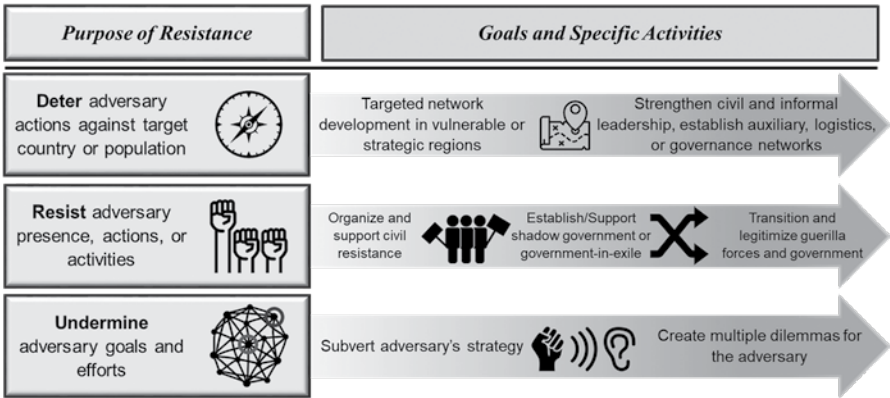 Purpose of Resistance
Goals and Specific Activities
Deter adversary
actions against target
country or population
Targeted network
development in vulnerable or
strategic regions
Strengthen civil and informal
leadership, establish auxiliary, logistics,
or governance networks
Resist adversary
presence, actions, or
activities
Organize and
support civil
resistance
Establish/Support
shadow government or
government-in-exile
Transition and
legitimize guerilla
forces and government
Undermine
adversary goals and
efforts
Subvert adversary's strategy
Create multiple dilemmas for
the adversary